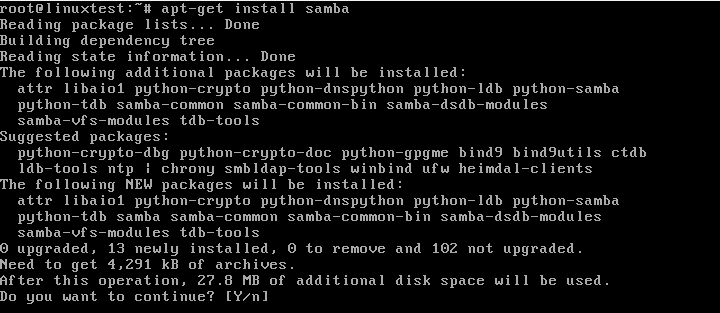 root@linuxtest:~# apt-get install samba
Reading package lists... Done
Building dependency tree
Reading state information... Done
The following additional packages will be installed:
  attr libaio1 python-crypto python-dnspython python-ldb python-samba
  python-tdb samba-common samba-common-bin samba-dsdb-modules
  samba-vfs-modules tdb-tools
Suggested packages:
  python-crypto-dbg python-crypto-doc python-gpgme bind9 bind9utils ctdb
  ldb-tools ntp | chrony smbldap-tools winbind ufw heimdal-clients
The following NEW packages will be installed:
  attr libaio1 python-crypto python-dnspython python-ldb python-samba
  python-tdb samba samba-common samba-common-bin samba-dsdb-modules
  samba-vfs-modules tdb-tools
0 upgraded, 13 newly installed, 0 to remove and 102 not upgraded.
Need to get 4,291 kB of archives.
After this operation, 27.8 MB of additional disk space will be used.
Do you want to continue? [Y/n]